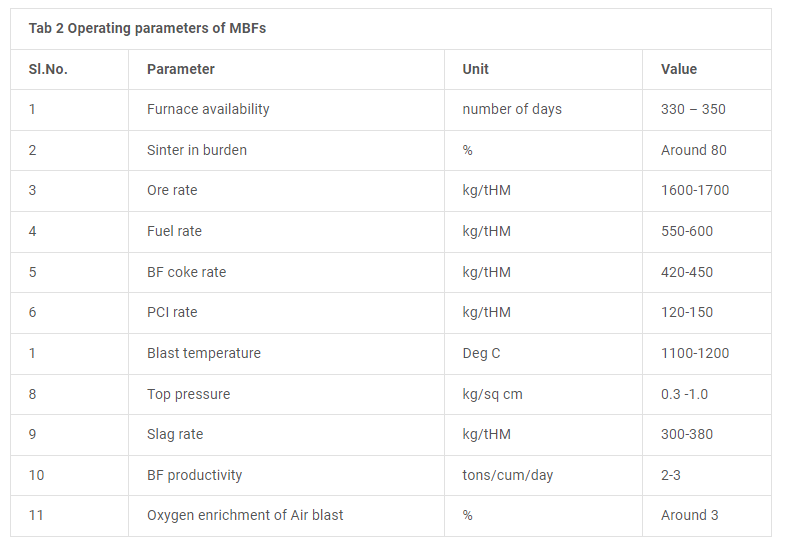 Tab 2 Operating parameters of MBFs
Sl.No. Parameter Unit Value
1 Furnace availability number of days 330 – 350
2 Sinter in burden % Around 80
3 Ore rate kg/tHM 1600-1700
4 Fuel rate kg/tHM 550-600
5 BF coke rate kg/tHM 420-450
6 PCI rate kg/tHM 120-150
1 Blast temperature Deg C 1100-1200
8 Top pressure kg/sq cm 0.3 -1.0
9 Slag rate kg/tHM 300-380
10 BF productivity tons/cum/day 2-3
11 Oxygen enrichment of Air blast % Around 3